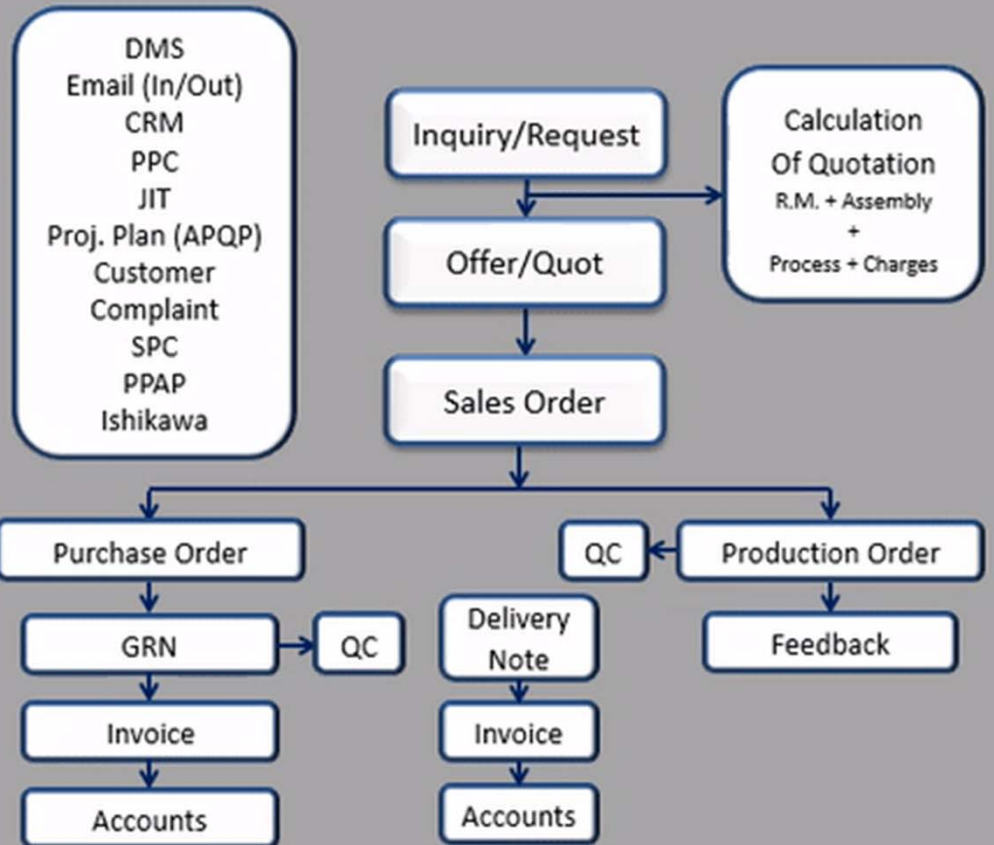 DMS
Email (In/Out)
CRM
PPC
JIT
Proj. Plan (APQP)
Customer
Complaint
SPC
PPAP
Ishikawa
Inquiry/Request
Calculation
Of Quotation
R.M. + Assembly
+
Process + Charges
Offer/Quot
Sales Order
Purchase Order
QC
Production Order
GRN
QC
Delivery
Note
Feedback
Invoice
Invoice
Accounts
Accounts